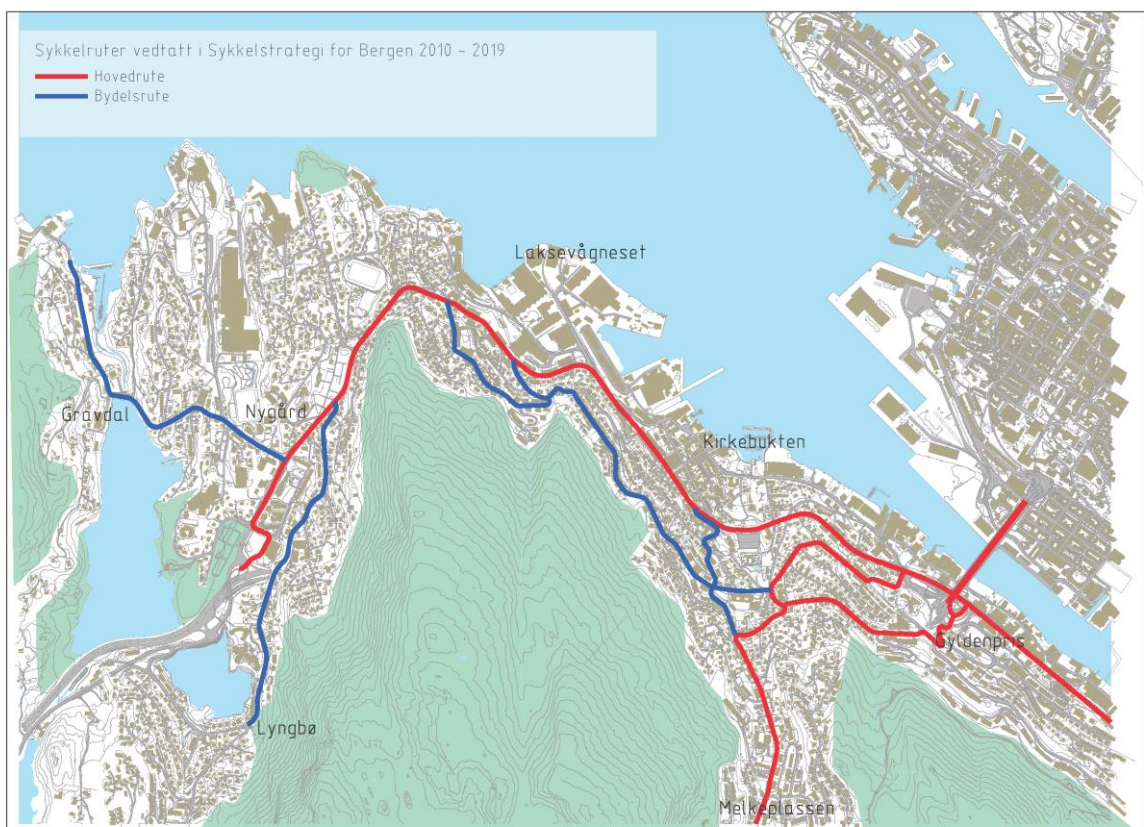 Sykkelruter vedtatt i Sykkelstrategi for Bergen 2010 - 2019
Hovedrute
Bydelsrute
Laksevågneset
Gravdal
Nygård
Kirkebukten
Gyldenpris
Lyngbø
Melkeplassen